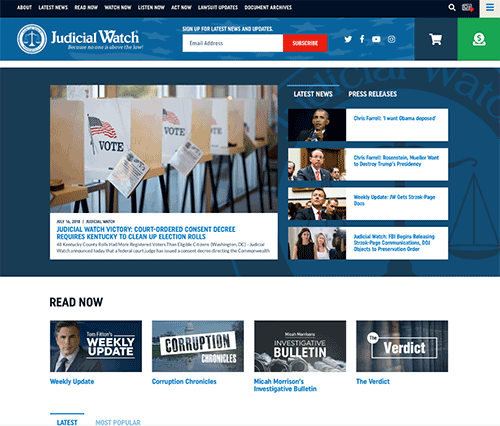 ABOUT LATEST NEWS READ NOW WATCH NOW LISTEN NOW ACT NOW LAWSUIT UPDATES DOCUMENT ARCHIVES
Judicial Watch
Because no one is above the law!
SIGN UP FOR LATEST NEWS AND UPDATES.
Email Address
SUBSCRIBE
VOTE
VOTE
VOTE
JULY 16, 2018 | JUDICIAL WATCH
JUDICIAL WATCH VICTORY: COURT-ORDERED CONSENT DECREE
REQUIRES KENTUCKY TO CLEAN UP ELECTION ROLLS
48 Kentucky County Rolls Had More Registered Voters Than Eligible Citizens (Washington, DC) - Judicial
Watch announced today that a federal court judge has issued a consent decree directing the Commonwealth
LATEST NEWS PRESS RELEASES
Chris Farrell: 'I want Obama deposed'
Chris Farrell: Rosenstein, Mueller Want
to Destroy Trump's Presidency
Weekly Update: JW Gets Strzok-Page
Docs
Judicial Watch: FBI Begins Releasing
Strzok-Page Communications, DOJ
Objects to Preservation Order
READ NOW
Tom Fitton's
WEEKLY
UPDATE
Weekly Update
CORRUPTION
CHRONICLES
Corruption Chronicles
Micah Morrison's
INVESTIGATIVE
BULLETIN
Micah Morrison's
Investigative Bulletin
The
Verdict
The Verdict
LATEST MOST POPULAR